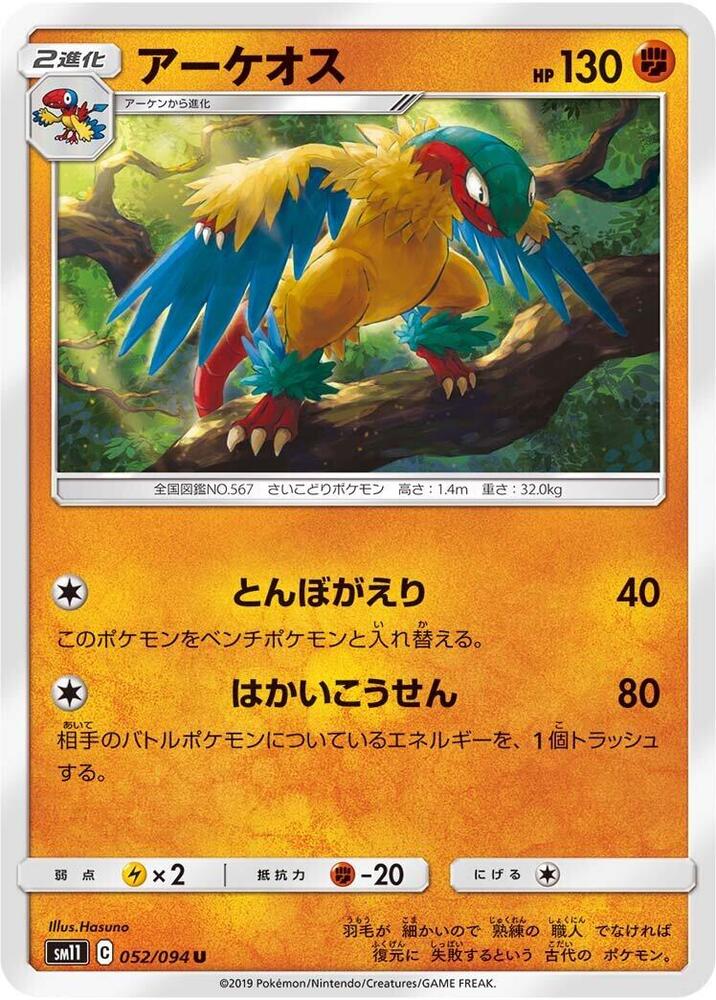 2進化 アーケオス HP 130
アーケンから進化
全国図鑑NO.567 さいこどりポケモン 高さ：1.4m 重さ：32.0kg
とんぼがえり 40
このポケモンをベンチポケモンと入れ替える。
はかいこうせん 80
相手のバトルポケモンについているエネルギーを、1個トラッシュ
する。
弱点 ×2 抵抗力 -20 にげる
Illus.Hasuno
羽毛が 細かいので 熟練の 職人 でなければ
復元に 失敗するという 古代の ポケモン。
SM11 C 052/094 U
©2019 Pokémon/Nintendo/Creatures/GAME FREAK.